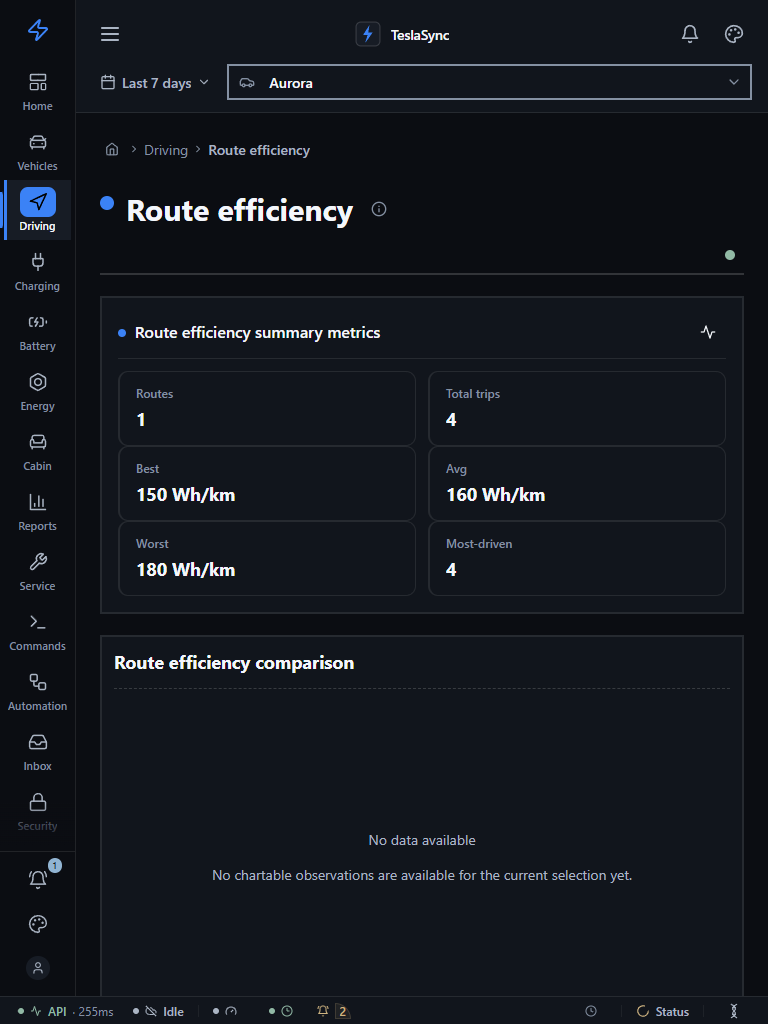 TeslaSync
Last 7 days
Aurora
Home
Vehicles
Driving
Charging
Battery
Energy
Cabin
Reports
Service
Commands
Automation
Inbox
Security
1
Driving
Route efficiency
Route efficiency
Route efficiency summary metrics
Routes
1
Total trips
4
Best
150 Wh/km
Avg
160 Wh/km
Worst
180 Wh/km
Most-driven
4
Route efficiency comparison
No data available
No chartable observations are available for the current selection yet.
API · 255ms
Idle
2
Status